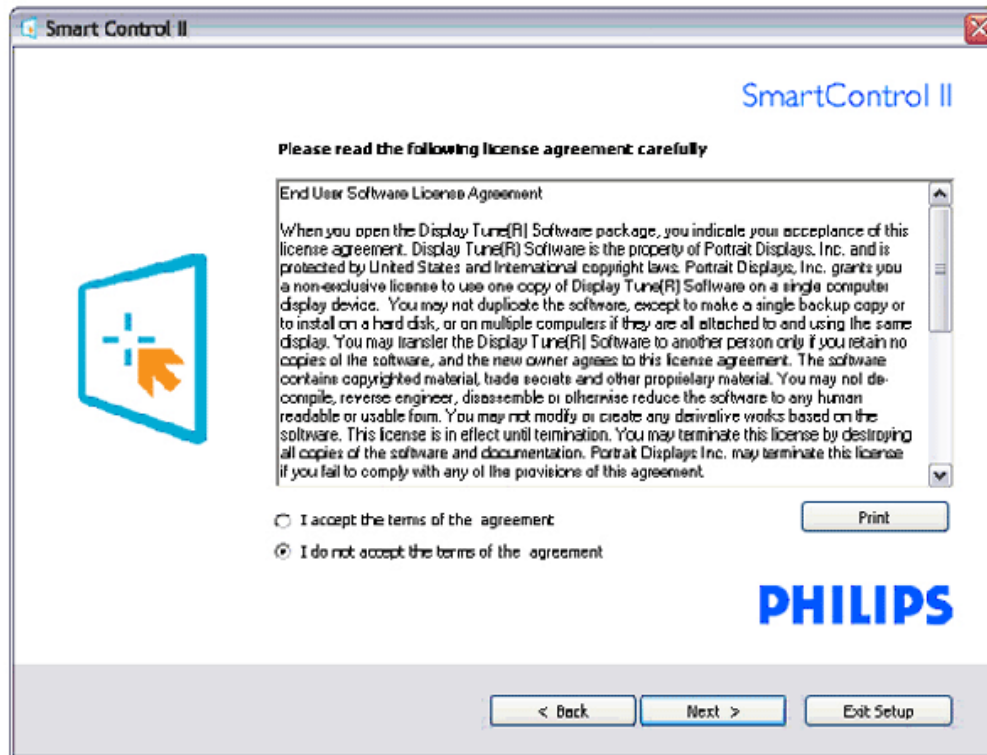 Smart Control II
SmartControl II
Please read the following license agreement carefully
End User Software License Agreement
When you open the Display Tune(R) Software package, you indicate your acceptance of this
license agreement. Display Tune(R) Software is the property of Portrait Displays, Inc. and is
protected by United States and International copyright laws. Portrait Displays, Inc. grants you
a non-exclusive license to use one copy of Display Tune(R) Software on a single computer
display device.  You may not duplicate the software, except to make a single backup copy or
to install on a hard disk, or on multiple computers if they are all attached to and using the same
display. You may transfer the Display Tune(R) Software to another person only if you retain no
copies of the software, and the new owner agrees to this license agreement. The software
contains copyrighted material, trade secrets and other proprietary material. You may not de-
compile, reverse engineer, disassemble or otherwise reduce the software to any human
readable or usable form. You may not modify or create any derivative works based on the
software. This license is in effect until termination. You may terminate this license by destroying
all copies of the software and documentation. Portrait Displays Inc. may terminate this license
if you fail to comply with any of the provisions of this agreement.
I accept the terms of the agreement
Print
I do not accept the terms of the agreement
PHILIPS
< Back
Next >
Exit Setup